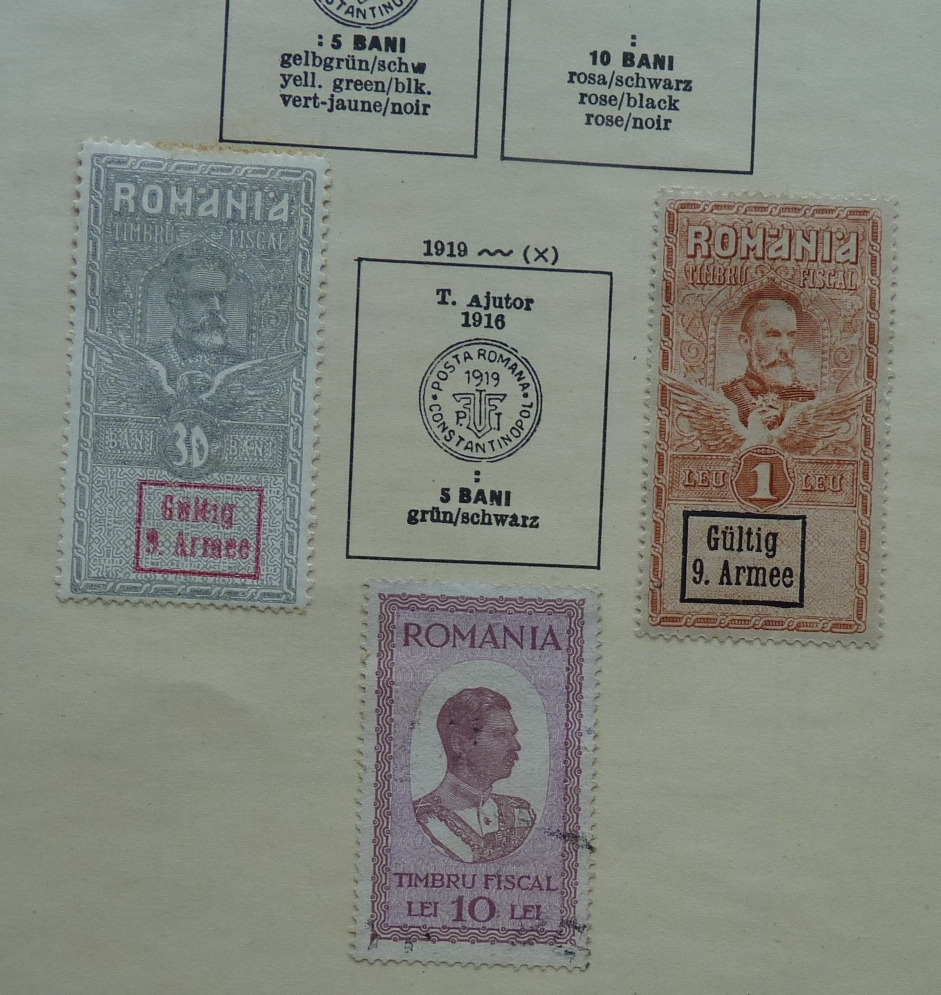 CONSTANTINO
: 5 BANI
gelbgrün/schw
yell. green/blk.
vert-jaune/noir
:
10 BANI
rosa/schwarz
rose/black
rose/noir
ROMANIA
TIMBRU FISCAL
BANI 30 BANI
Gültig
9. Armee
1919 ~~ (X)
T. Ajutor
1916
POSTA ROMANA
1919
P.
CONSTANTINOPOL
:
5 BANI
grün/schwarz
ROMANIA
TIMBRU FISCAL
LEU 1 LEU
Gültig
9. Armee
ROMANIA
TIMBRU FISCAL
LEI 10 LEI